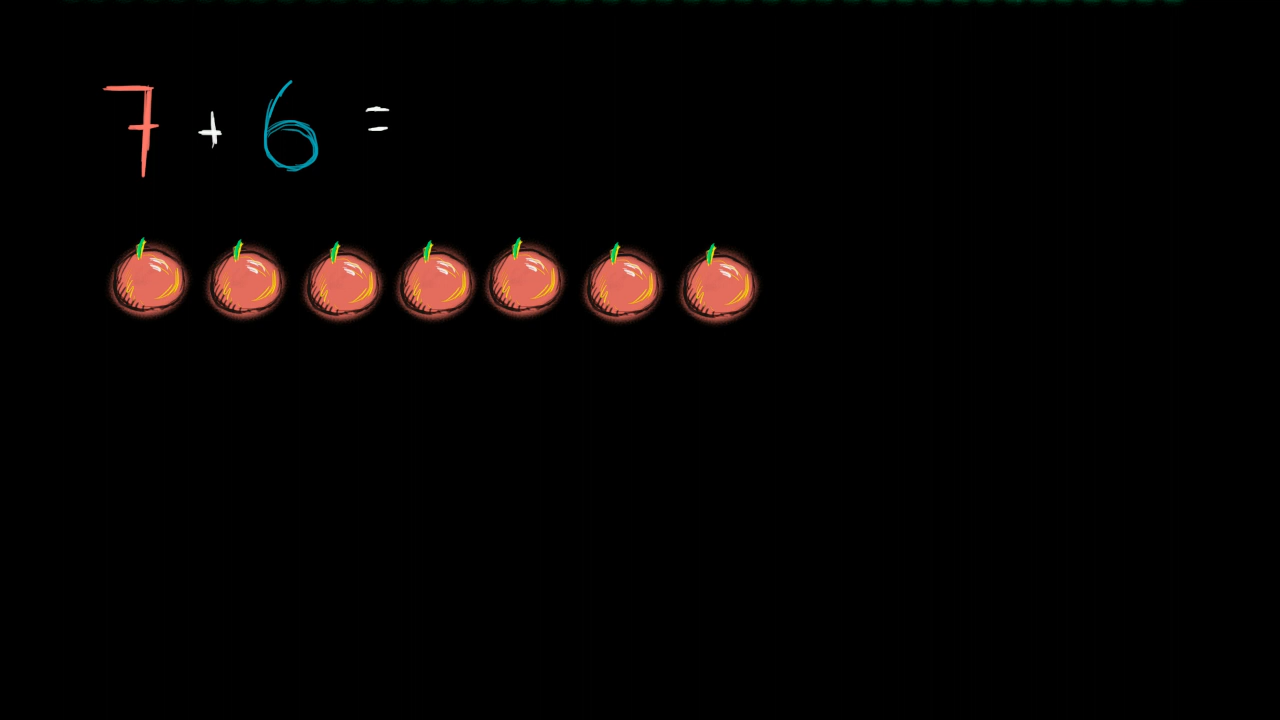 7 + 6 =